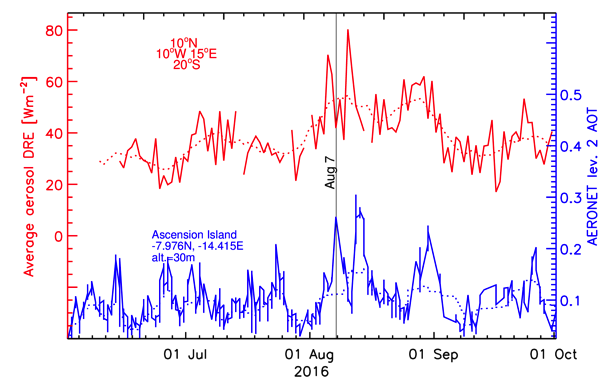 80
60
40
20
0
Average aerosol DRE [Wm⁻²]
10°N
10°W 15°E
20°S
Aug 7
Ascension Island
-7.976N, -14.415E
alt.=30m
0.5
0.4
0.3
0.2
0.1
AERONET lev. 2 AOT
01 Jul 01 Aug 01 Sep 01 Oct
2016